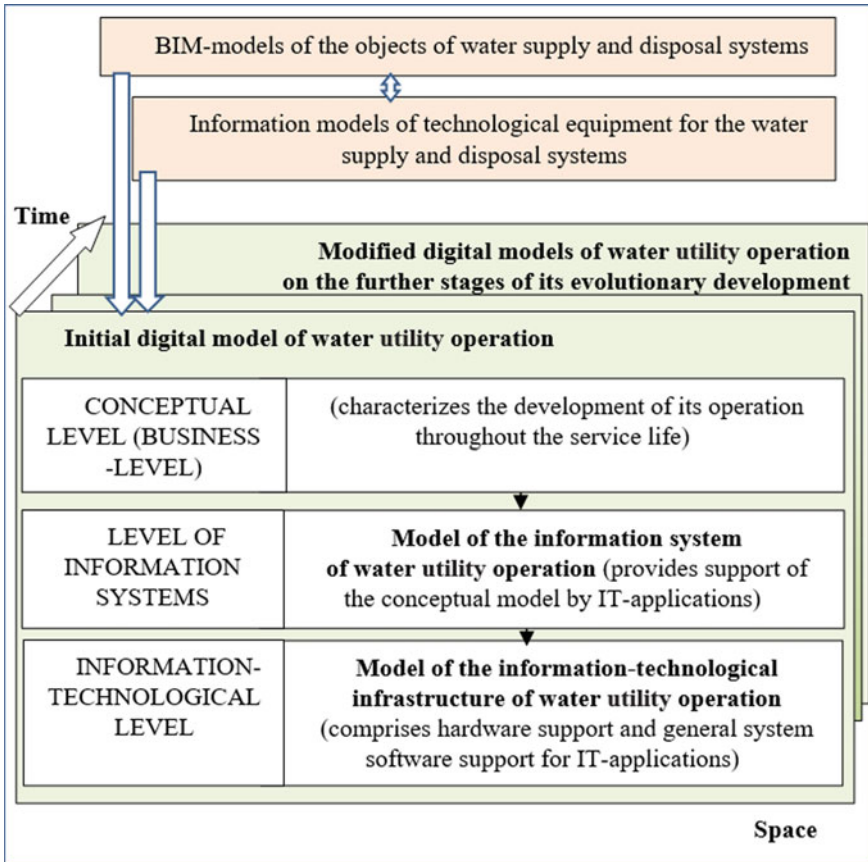 BIM-models of the objects of water supply and disposal systems
Information models of technological equipment for the water
supply and disposal systems
Time
Modified digital models of water utility operation
on the further stages of its evolutionary development
Initial digital model of water utility operation
CONCEPTUAL
LEVEL (BUSINESS
-LEVEL)
(characterizes the development of its operation
throughout the service life)
LEVEL OF
INFORMATION
SYSTEMS
Model of the information system
of water utility operation (provides support of
the conceptual model by IT-applications)
INFORMATION-
TECHNOLOGICAL
LEVEL
Model of the information-technological
infrastructure of water utility operation
(comprises hardware support and general system
software support for IT-applications)
Space